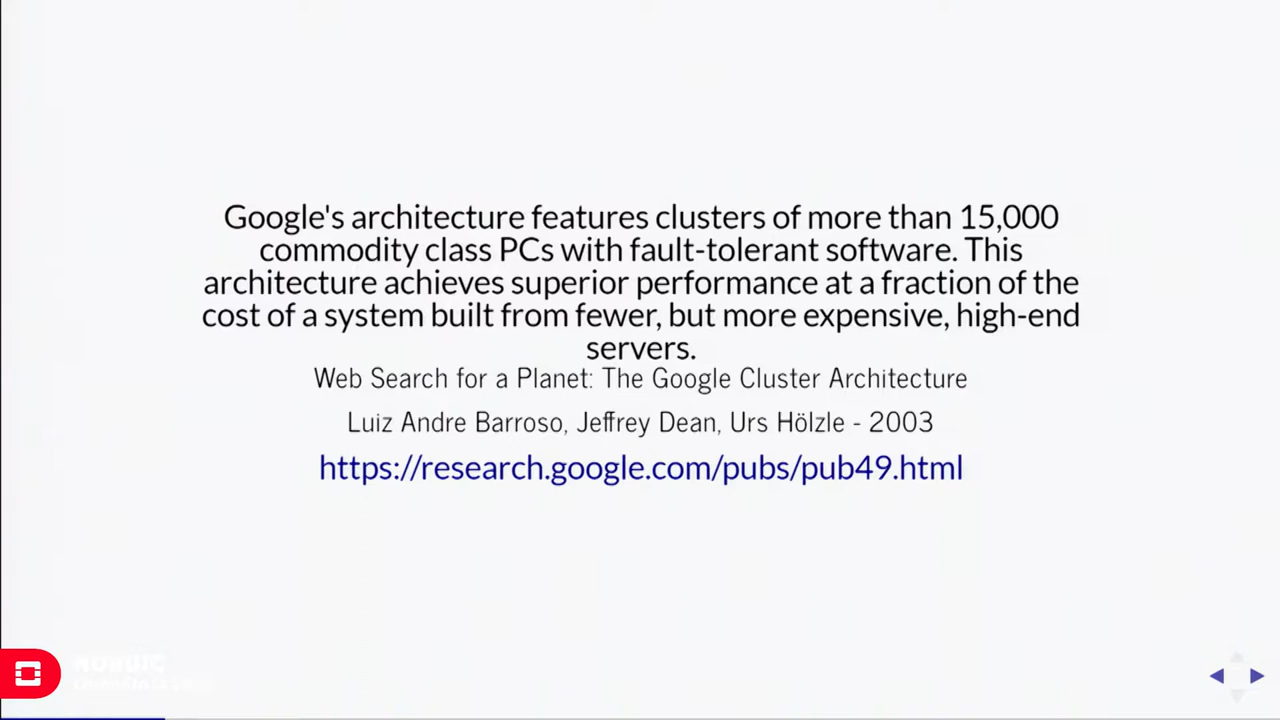 Google's architecture features clusters of more than 15,000
commodity class PCs with fault-tolerant software. This
architecture achieves superior performance at a fraction of the
cost of a system built from fewer, but more expensive, high-end
servers.
Web Search for a Planet: The Google Cluster Architecture
Luiz Andre Barroso, Jeffrey Dean, Urs Hölzle - 2003
https://research.google.com/pubs/pub49.html